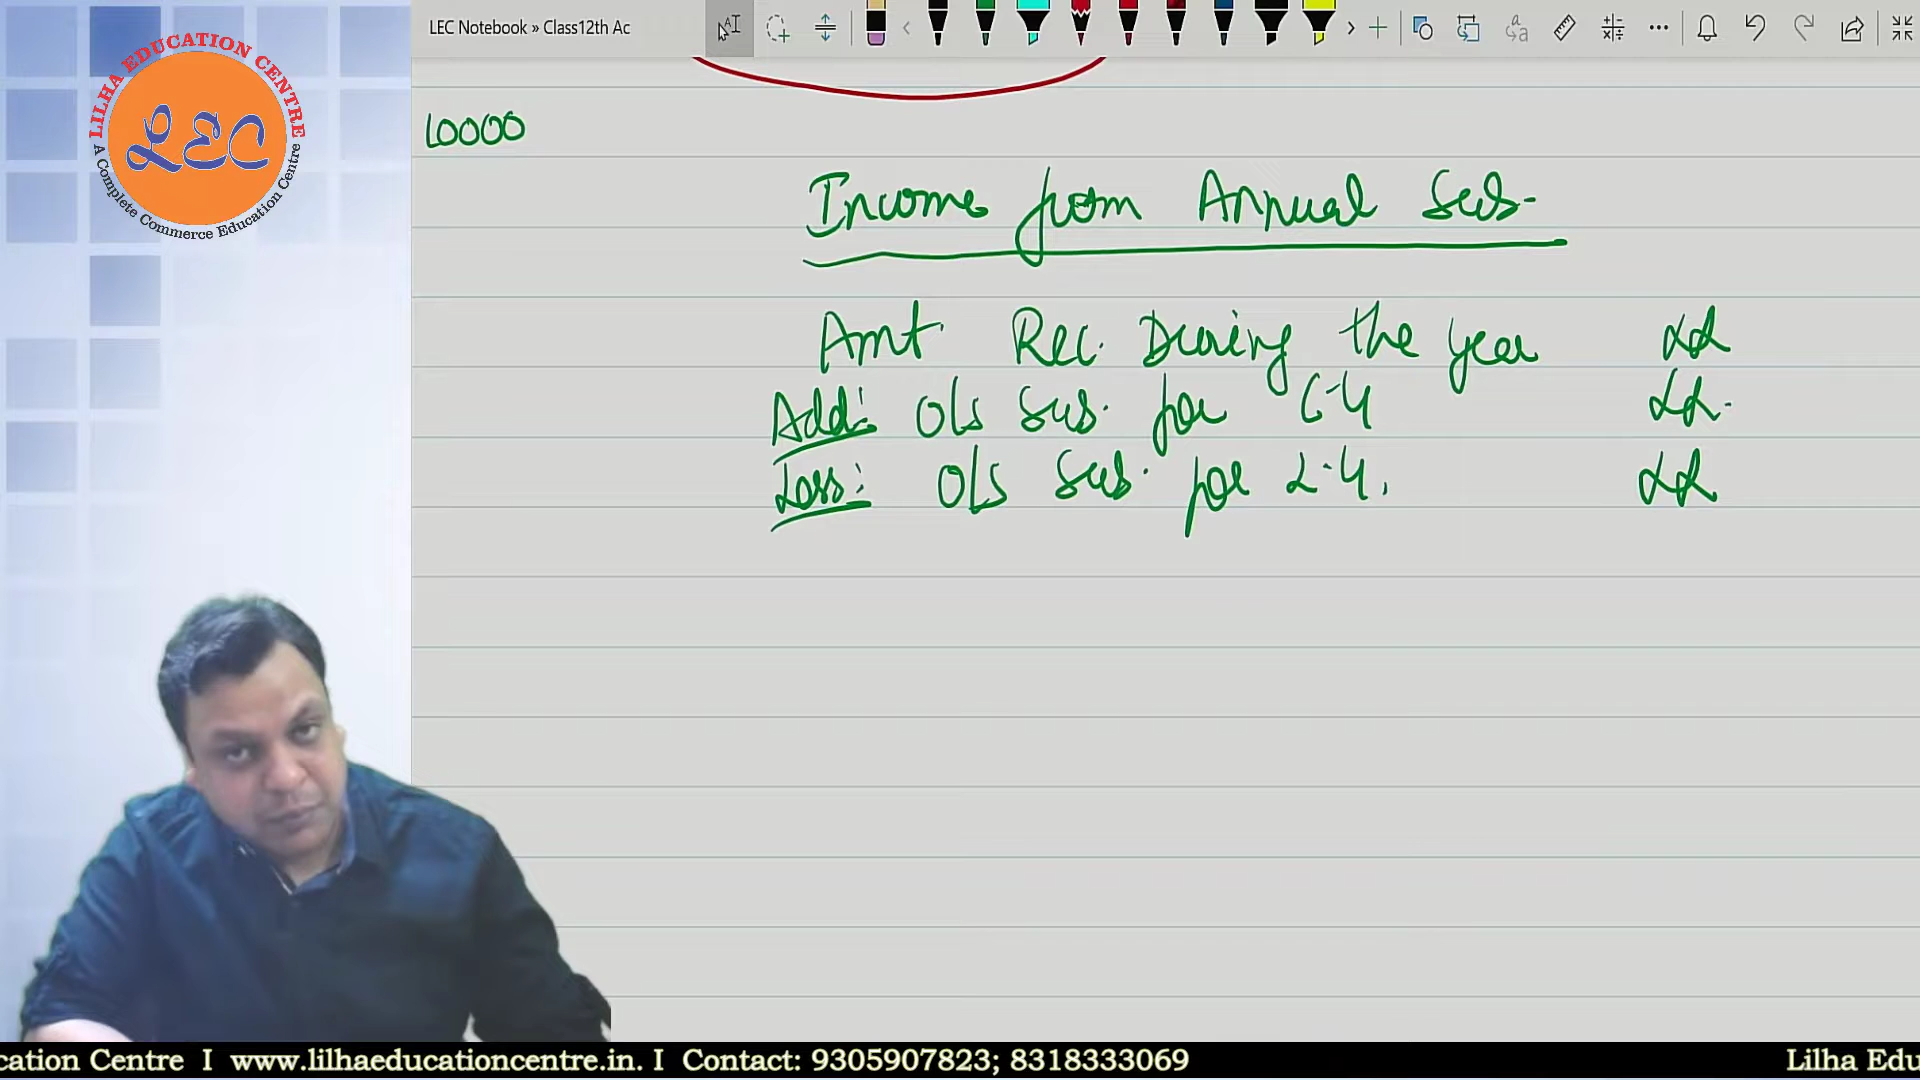 LEC Notebook » Class12th Ac
LILHA EDUCATION CENTRE
LEC
A Complete Commerce Education Centre
10000
Income from Annual Sub.
Amt. Rec. During the year xx
Add: O/s Sub. for C.Y xx.
Less: O/s Sub. for L.Y. xx
cation Centre I www.lilhaeducationcentre.in. I Contact: 9305907823; 8318333069 Lilha Edu